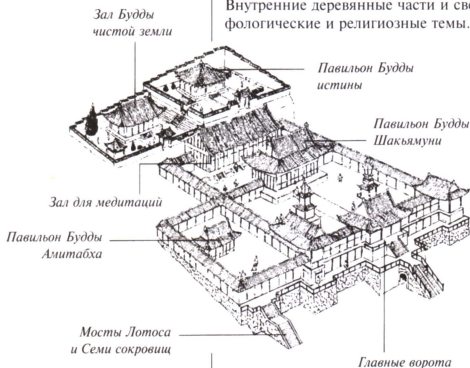 Внутренние деревянные части и сво
фологические и религиозные темы.
Зал Будды
чистой земли
Павильон Будды
истины
Павильон Будды
Шакьямуни
Зал для медитаций
Павильон Будды
Амитабха
Мосты Лотоса
и Семи сокровищ
Главные ворота